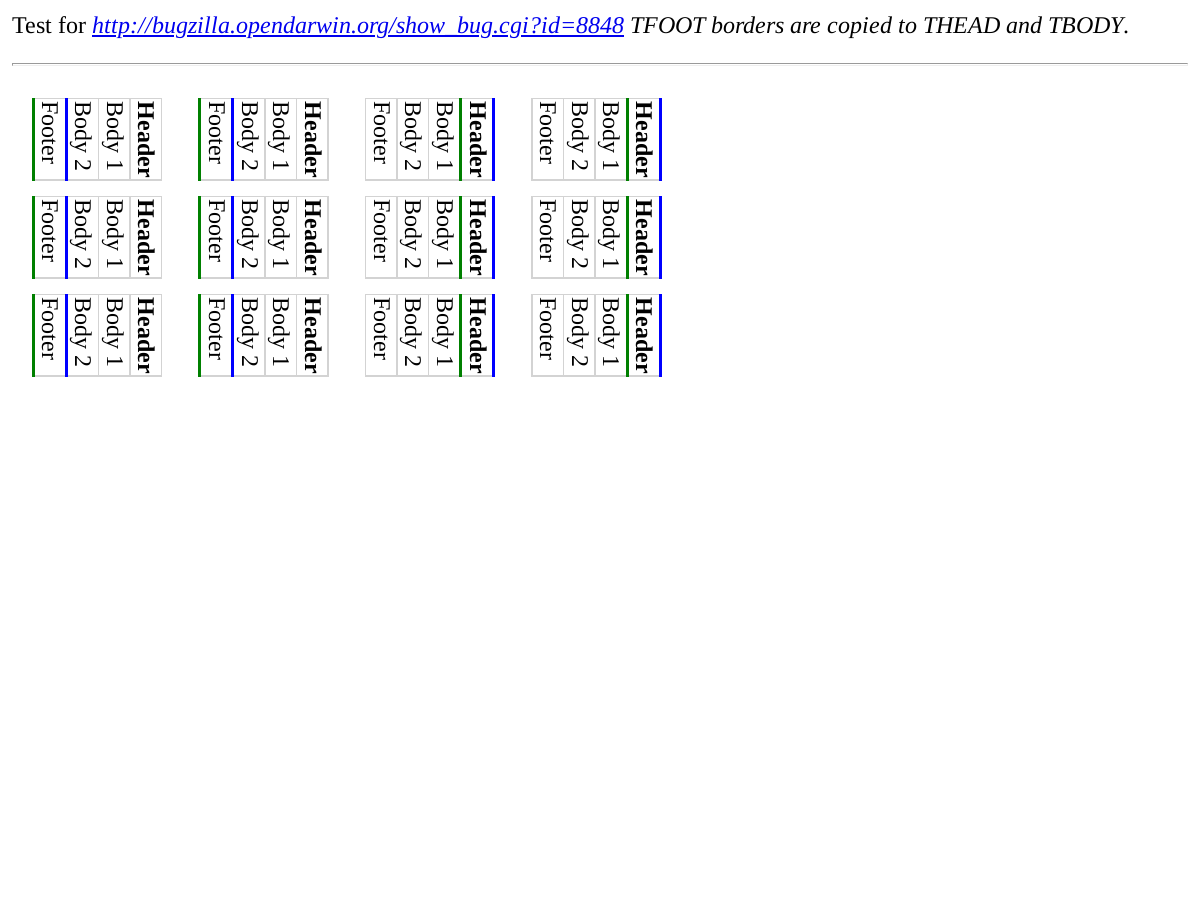 Test for http://bugzilla.opendarwin.org/show_bug.cgi?id=8848 TFOOT borders are copied to THEAD and TBODY.
Header
Body 1
Body 2
Footer
Header
Body 1
Body 2
Footer
Header
Body 1
Body 2
Footer
Header
Body 1
Body 2
Footer
Header
Body 1
Body 2
Footer
Header
Body 1
Body 2
Footer
Header
Body 1
Body 2
Footer
Header
Body 1
Body 2
Footer
Header
Body 1
Body 2
Footer
Header
Body 1
Body 2
Footer
Header
Body 1
Body 2
Footer
Header
Body 1
Body 2
Footer